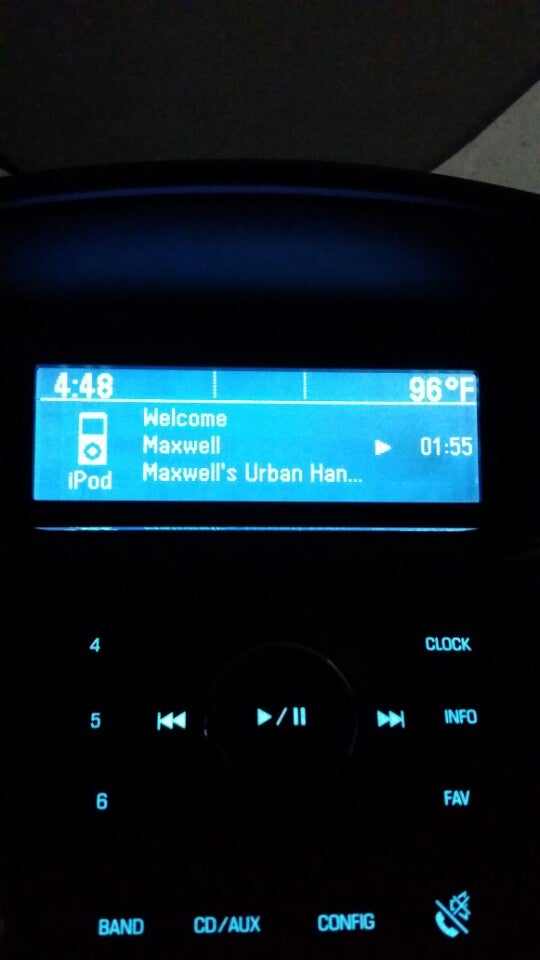 4:48 96°F
Welcome
Maxwell 01:55
iPod Maxwell's Urban Han...
4 CLOCK
5 INFO
6 FAV
BAND CD/AUX CONFIG